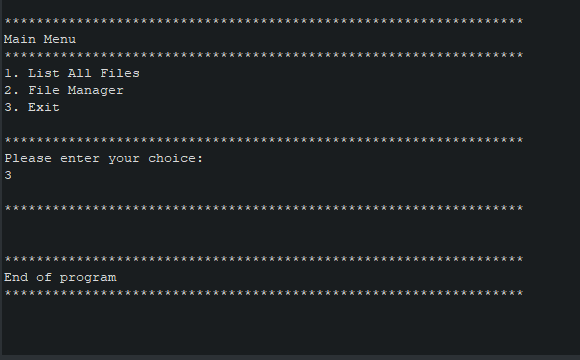 *****************************************************************
Main Menu
*****************************************************************
1. List All Files
2. File Manager
3. Exit
*****************************************************************
Please enter your choice:
3
*****************************************************************
*****************************************************************
End of program
*****************************************************************